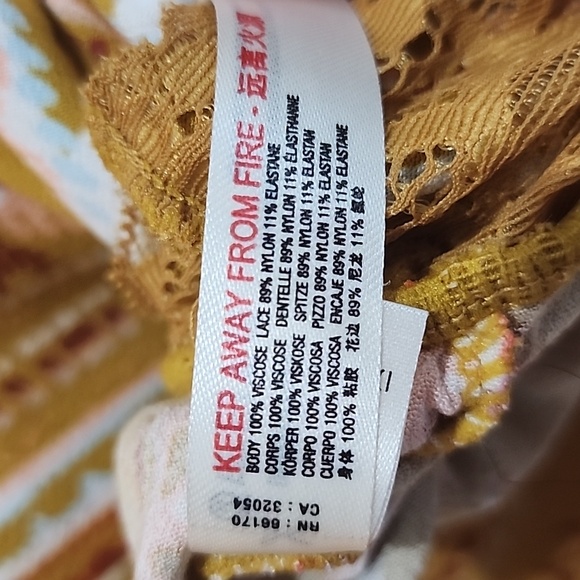 KEEP AWAY FROM FIRE - 远离火源
BODY 100% VISCOSE LACE 89% NYLON 11% ELASTANE
CORPS 100% VISCOSE DENTELLE 89% NYLON 11% ÉLASTHANNE
KÖRPER 100% VISKOSE SPITZE 89% NYLON 11% ELASTAN
CORPO 100% VISCOSA PIZZO 89% NYLON 11% ELASTAN
CUERPO 100% VISCOSA ENCAJE 89% NYLON 11% ELASTANE
身体 100% 粘胶 花边 89% 尼龙 11% 氨纶
RN : 66170
CA : 32054